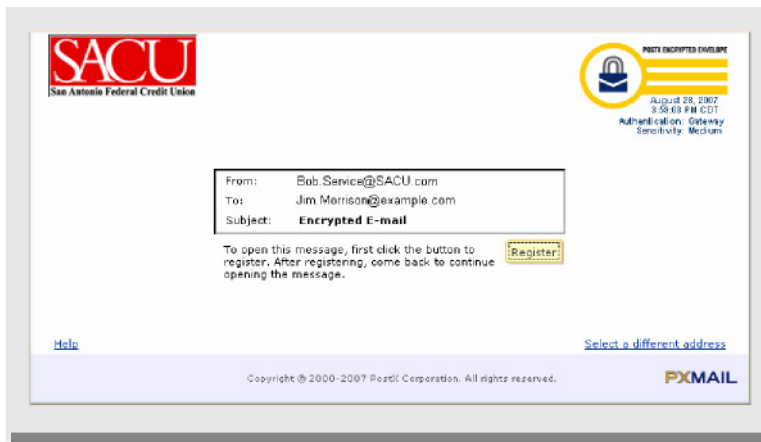 SACU
San Antonio Federal Credit Union
POSTX ENCRYPTED ENVELOPE
August 28, 2007
3:58:03 PM CDT
Authentication: Gateway
Sensitivity: Medium
From: Bob.Service@SACU.com
To: Jim.Morrison@example.com
Subject: Encrypted E-mail
To open this message, first click the button to
register. After registering, come back to continue
opening the message.
Register
Help
Select a different address
Copyright © 2000-2007 PostX Corporation. All rights reserved.
PXMAIL